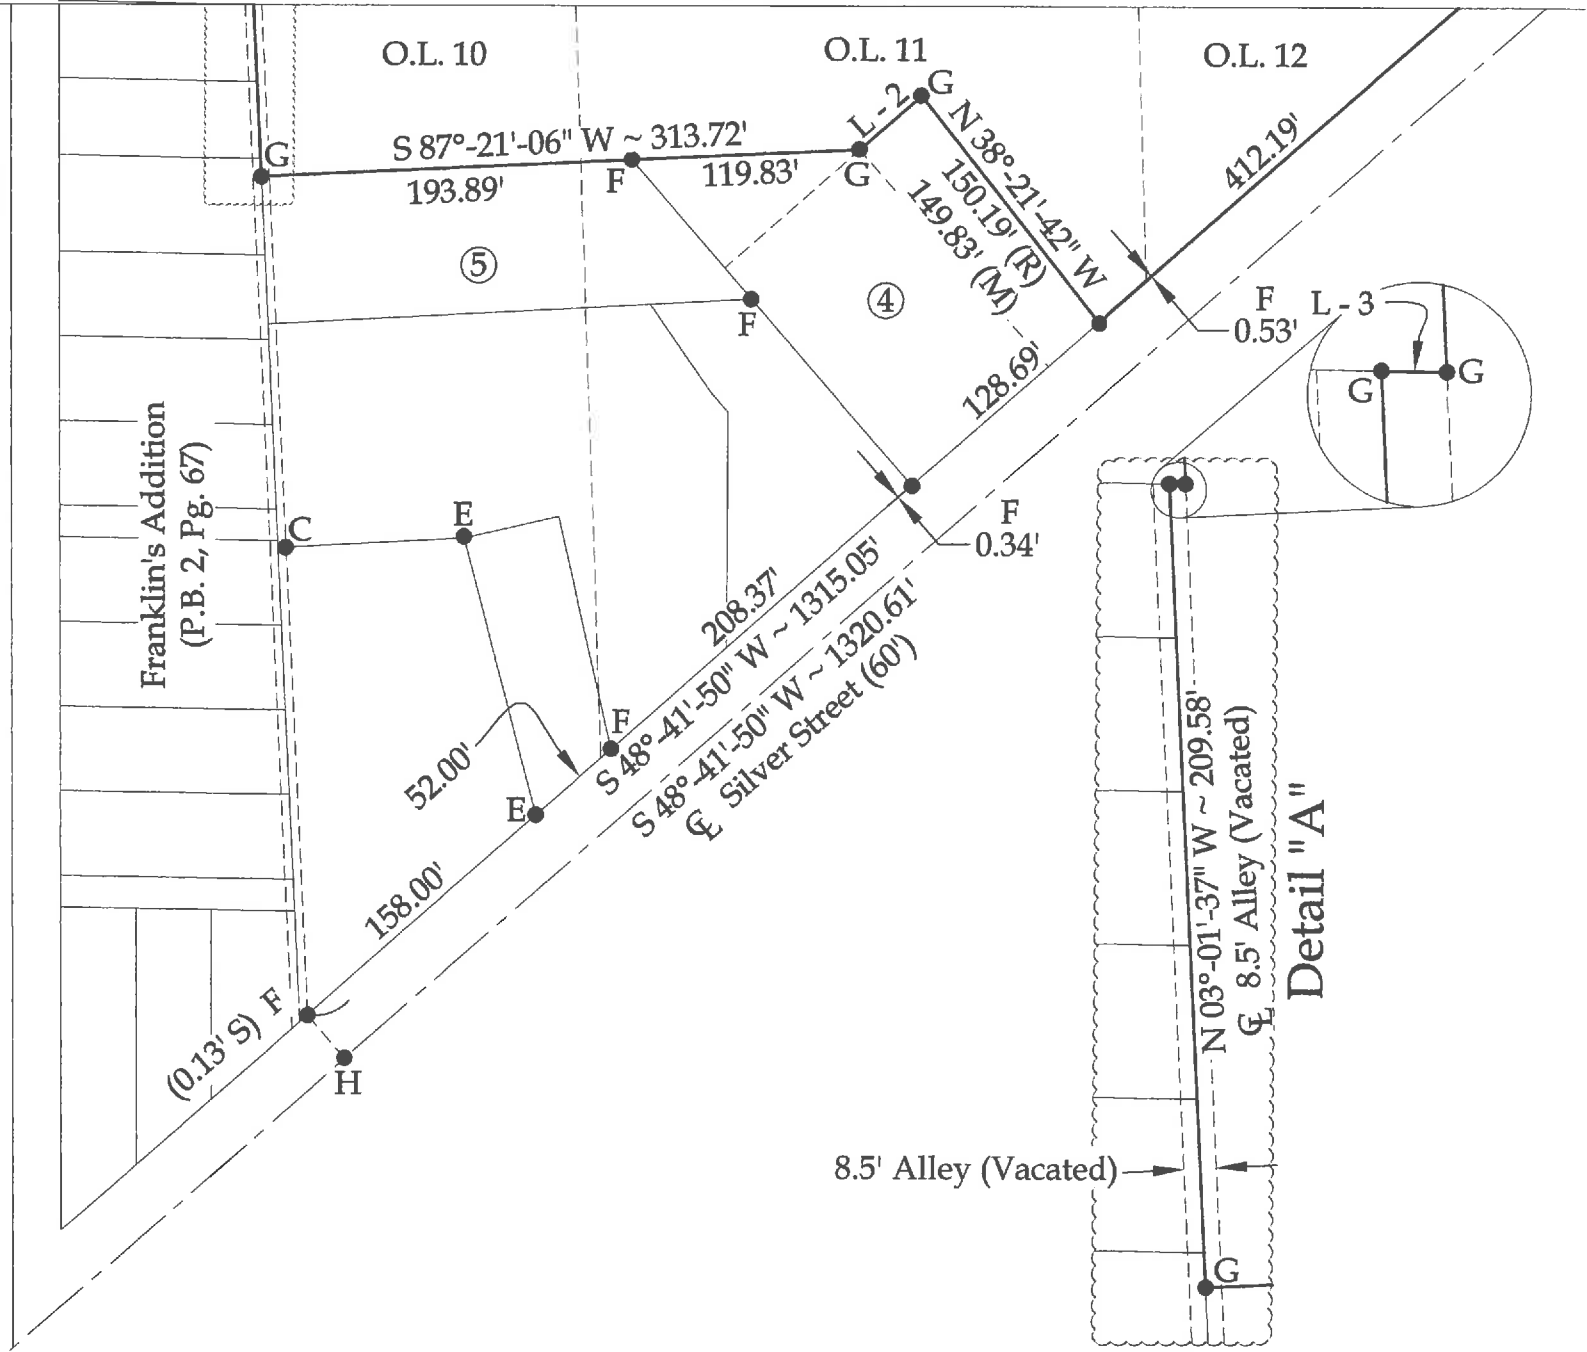 O.L. 10
O.L. 11
O.L. 12
G
L - 2
N 38°-21'-42" W
150.19' (R)
149.83' (M)
412.19'
S 87°-21'-06" W ~ 313.72'
G
193.89'
F
119.83'
G
⑤
④
F
F
0.53'
L - 3
G
G
128.69'
Franklin's Addition
(P.B. 2, Pg. 67)
C
E
F
0.34'
208.37'
S 48°-41'-50" W ~ 1315.05'
S 48°-41'-50" W ~ 1320.61'
℄ Silver Street (60')
F
52.00'
E
158.00'
(0.13' S) F
H
N 03°-01'-37" W ~ 209.58'
℄ 8.5' Alley (Vacated)
Detail "A"
8.5' Alley (Vacated)
G